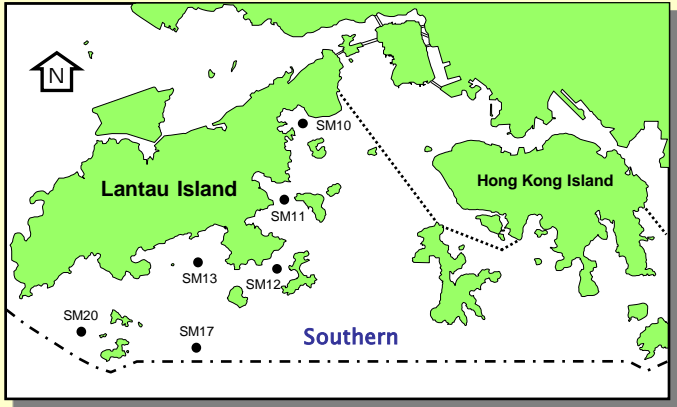 N
SM10
Lantau Island
Hong Kong Island
SM11
SM13
SM12
SM20
SM17
Southern